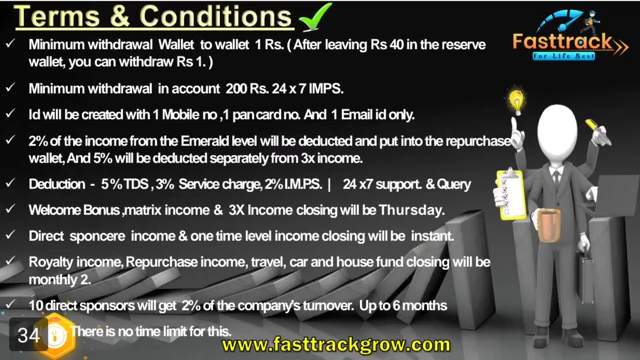 Terms & Conditions
Fasttrack
For Life Best
Minimum withdrawal Wallet to wallet 1 Rs. ( After leaving Rs 40 in the reserve
wallet, you can withdraw Rs 1. )
Minimum withdrawal in account 200 Rs. 24 x 7 IMPS.
Id will be created with 1 Mobile no ,1 pan card no. And 1 Email id only.
2% of the income from the Emerald level will be deducted and put into the repurchase
wallet, And 5% will be deducted separately from 3x income.
Deduction - 5 % TDS , 3% Service charge, 2% I.M.P.S. | 24 x7 support. & Query
Welcome Bonus ,matrix income & 3X Income closing will be Thursday.
Direct sponcere income & one time level income closing will be instant.
Royalty income, Repurchase income, travel, car and house fund closing will be
monthly 2.
10 direct sponsors will get 2% of the company's turnover. Up to 6 months
34 There is no time limit for this.
www.fasttrackgrow.com